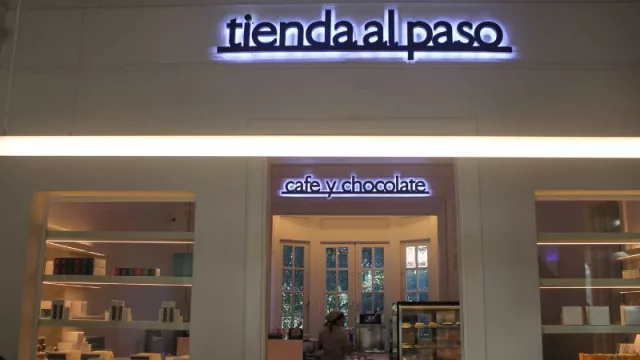 tienda al paso
cafe y chocolate